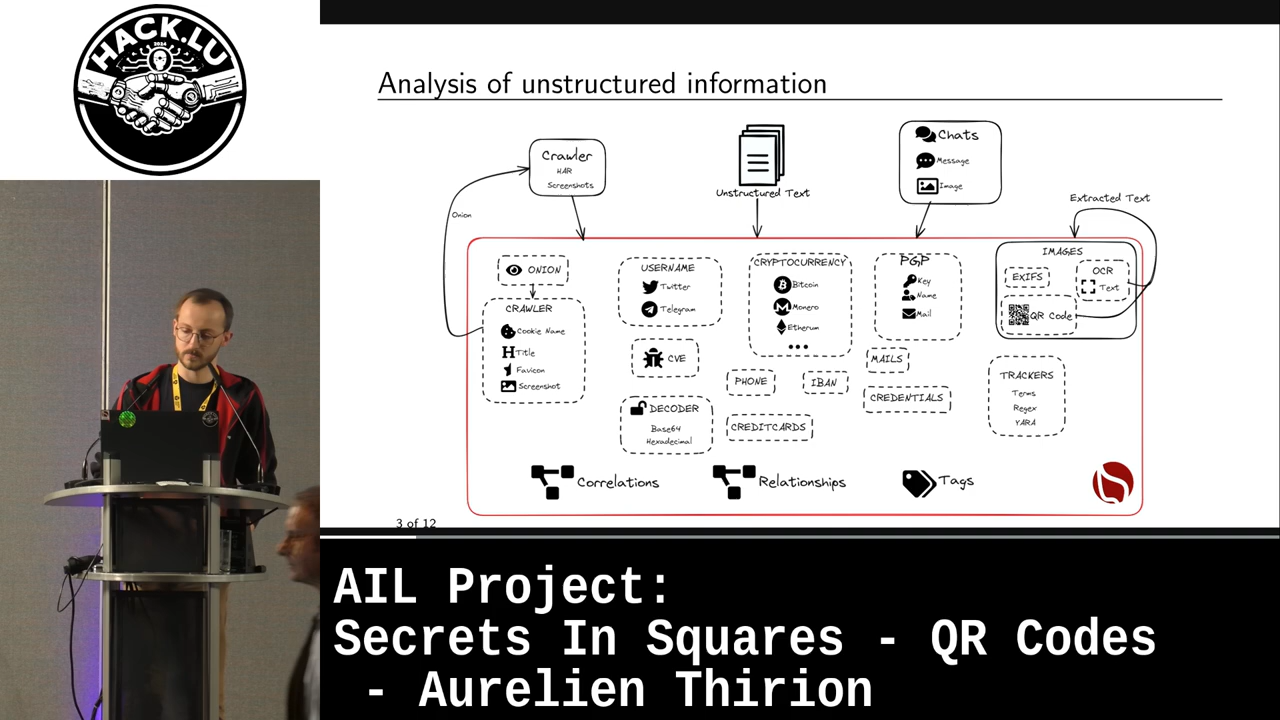 HACK.LU
2024
Analysis of unstructured information
Crawler
HAR
Screenshots
Unstructured Text
Chats
Message
Image
Onion
Extracted Text
ONION
CRAWLER
Cookie Name
Title
Favicon
Screenshot
USERNAME
Twitter
Telegram
CVE
DECODER
Base64
Hexadecimal
CRYPTOCURRENCY
Bitcoin
Monero
Etherum
PHONE
IBAN
CREDITCARDS
PGP
Key
Name
Mail
MAILS
CREDENTIALS
IMAGES
EXIFS
OCR
Text
QR Code
TRACKERS
Terms
Regex
YARA
Correlations
Relationships
Tags
3 of 12
AIL Project:
Secrets In Squares - QR Codes
- Aurelien Thirion